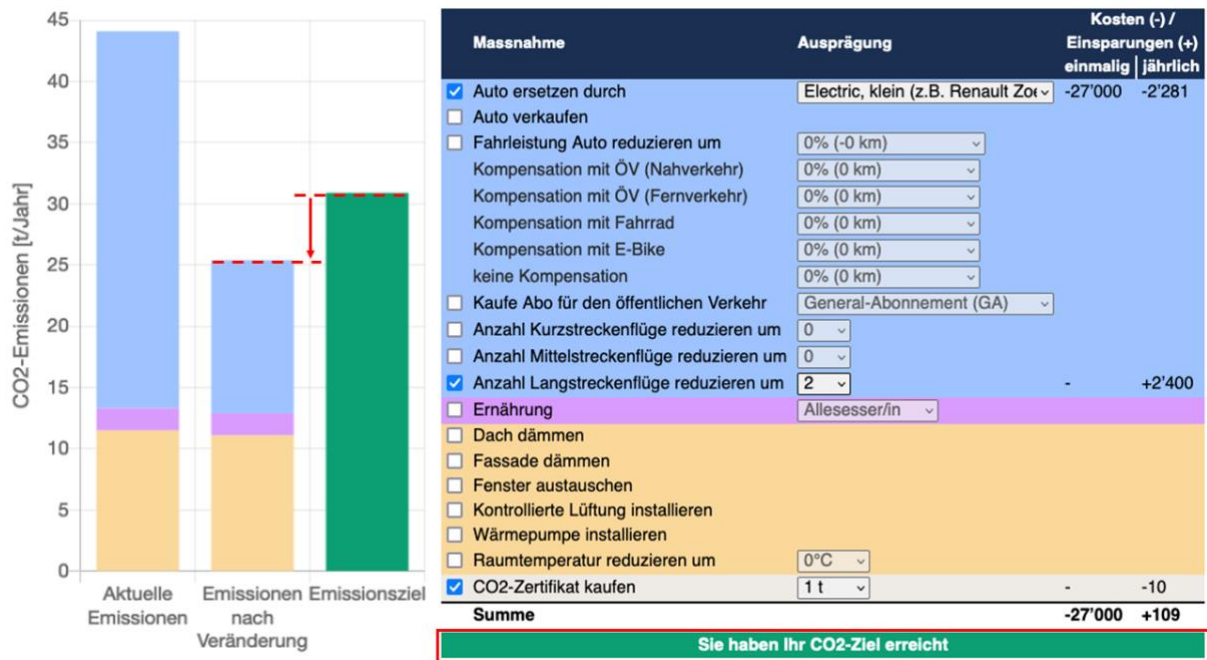 45
40
35
30
25
20
15
10
5
0
CO2-Emissionen [t/Jahr]
Aktuelle Emissionen
Emissionen nach Veränderung
Emissionsziel
Kosten (-) /
Massnahme Ausprägung Einsparungen (+)
einmalig jährlich
Auto ersetzen durch Electric, klein (z.B. Renault Zoe -27'000 -2'281
Auto verkaufen
Fahrleistung Auto reduzieren um 0% (-0 km)
Kompensation mit ÖV (Nahverkehr) 0% (0 km)
Kompensation mit ÖV (Fernverkehr) 0% (0 km)
Kompensation mit Fahrrad 0% (0 km)
Kompensation mit E-Bike 0% (0 km)
keine Kompensation 0% (0 km)
Kaufe Abo für den öffentlichen Verkehr General-Abonnement (GA)
Anzahl Kurzstreckenflüge reduzieren um 0
Anzahl Mittelstreckenflüge reduzieren um 0
Anzahl Langstreckenflüge reduzieren um 2 - +2'400
Ernährung Allesesser/in
Dach dämmen
Fassade dämmen
Fenster austauschen
Kontrollierte Lüftung installieren
Wärmepumpe installieren
Raumtemperatur reduzieren um 0°C
CO2-Zertifikat kaufen 1 t - -10
Summe -27'000 +109
Sie haben Ihr CO2-Ziel erreicht